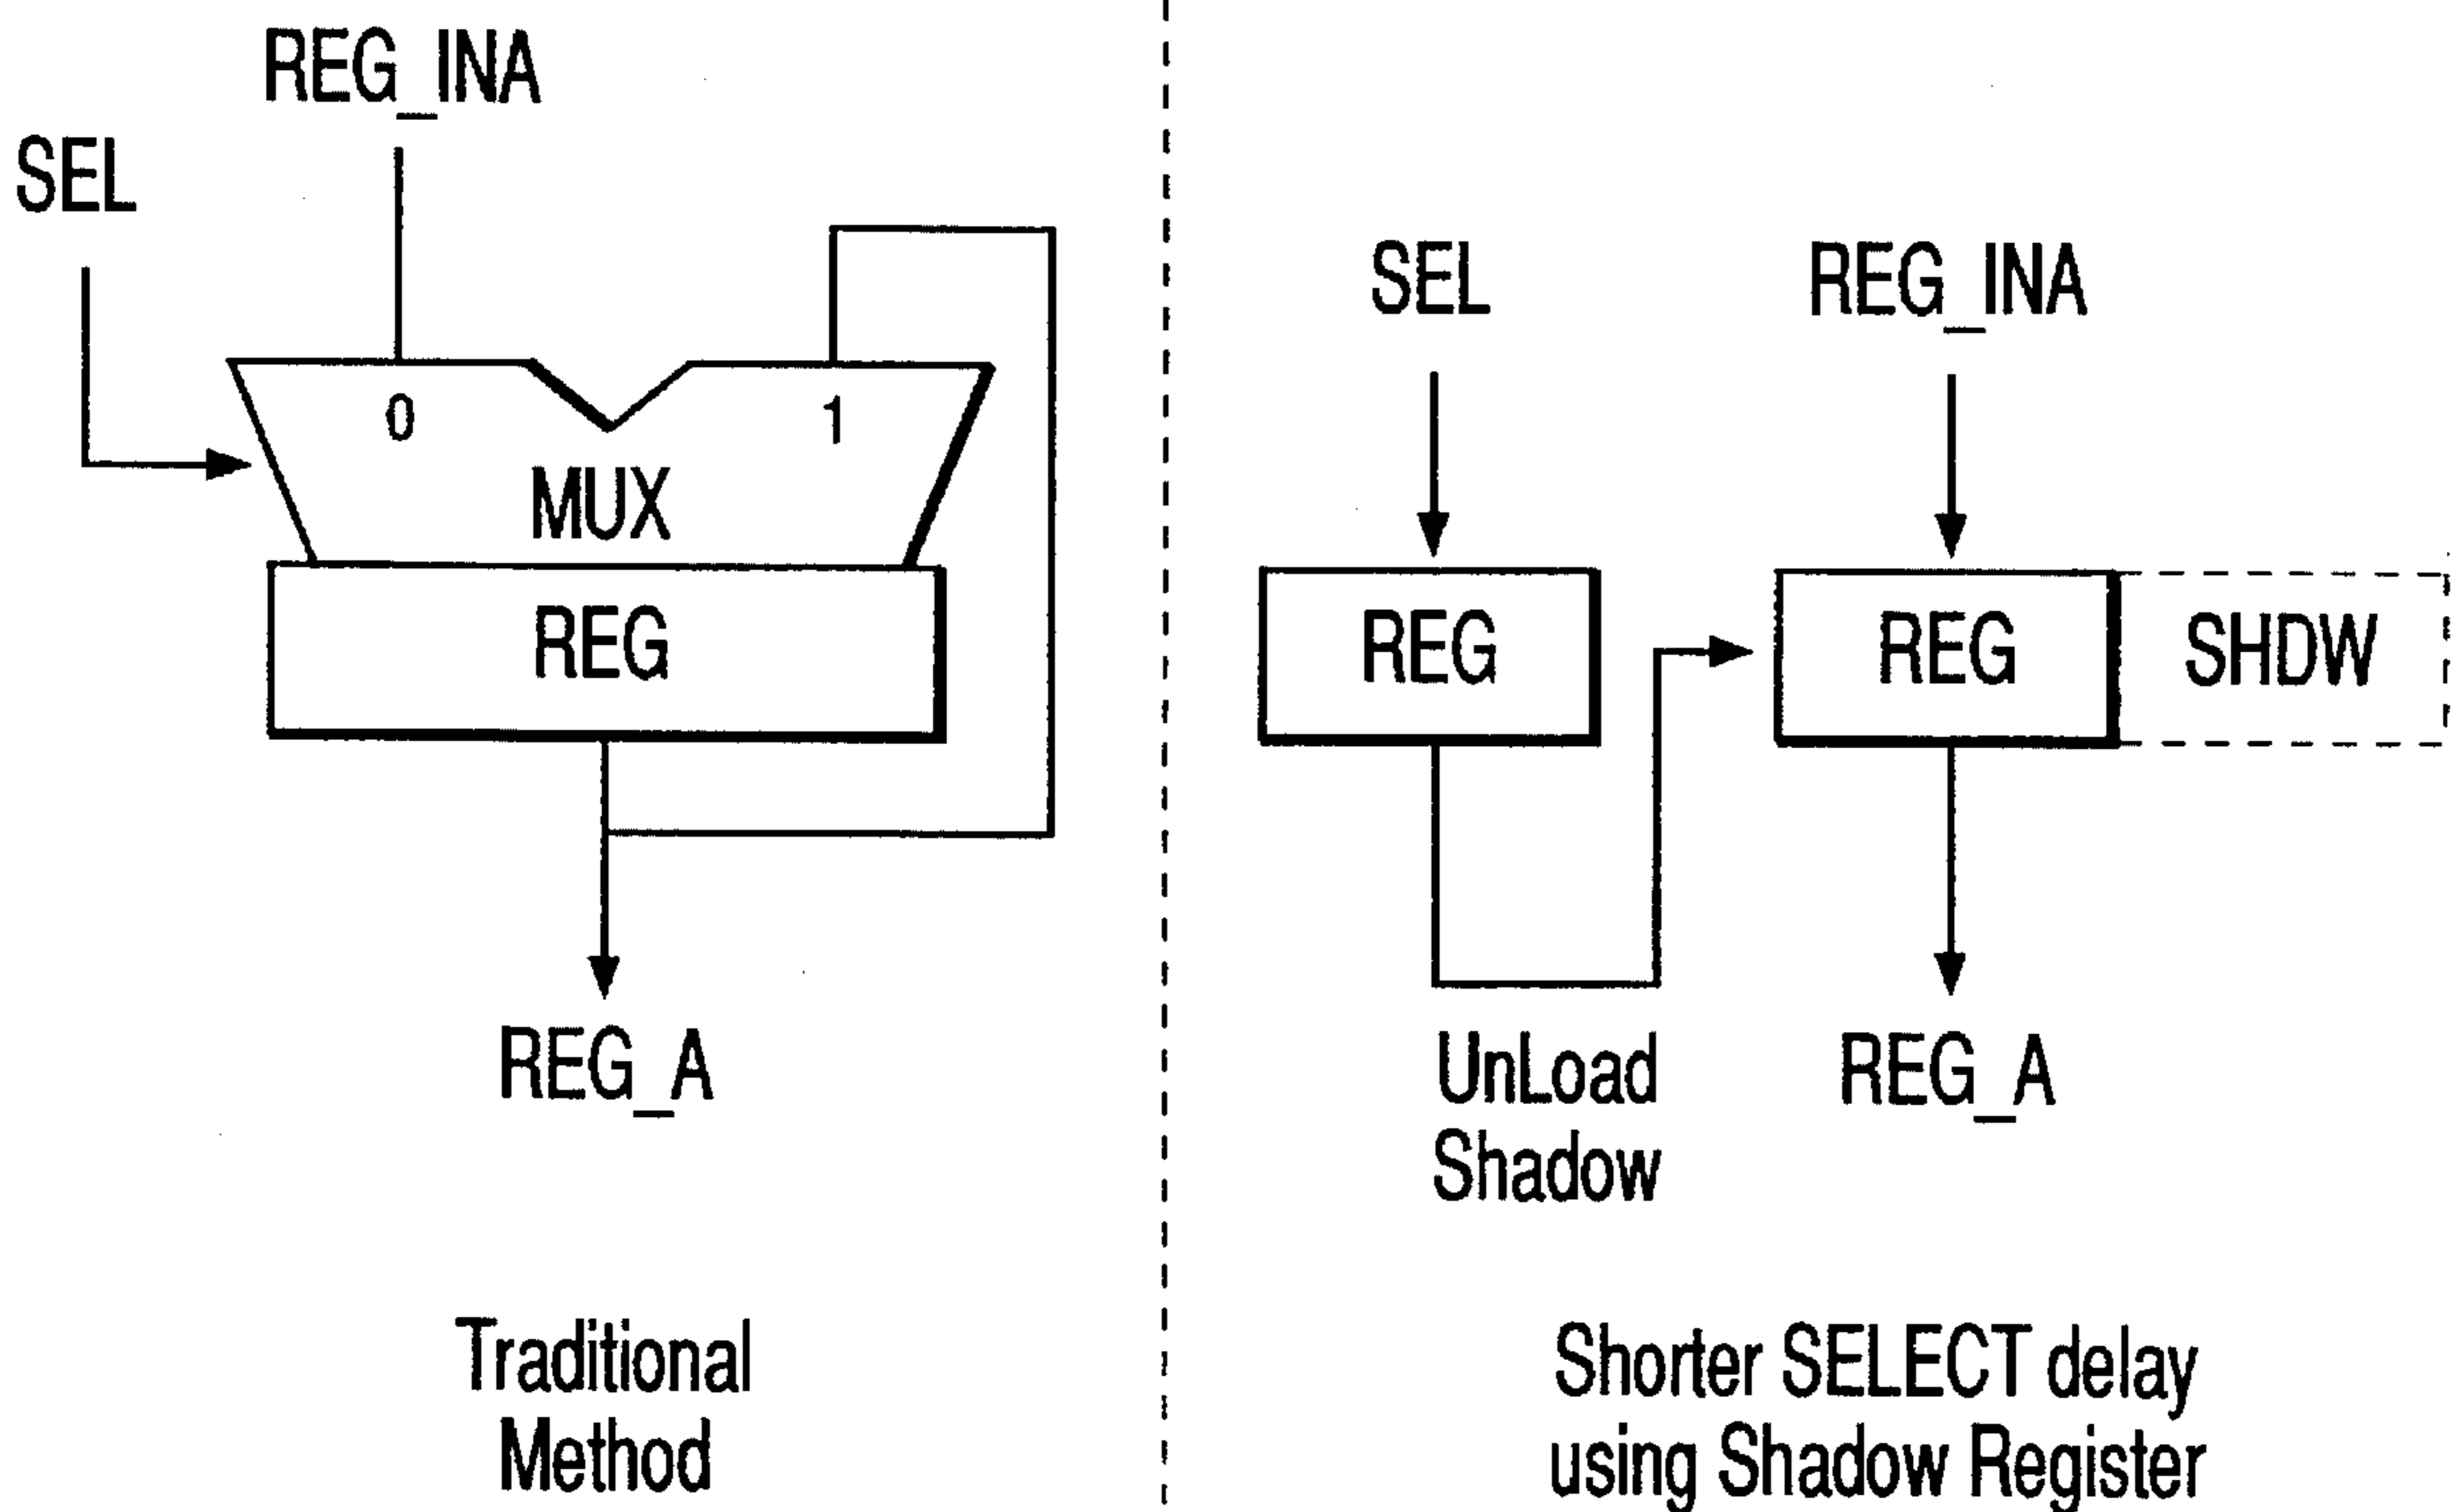 REG_INA
SEL
0
1
MUX
REG
REG_A
Traditional
Method
SEL
REG_INA
REG
REG
SHDW
UnLoad
Shadow
REG_A
Shorter SELECT delay
using Shadow Register